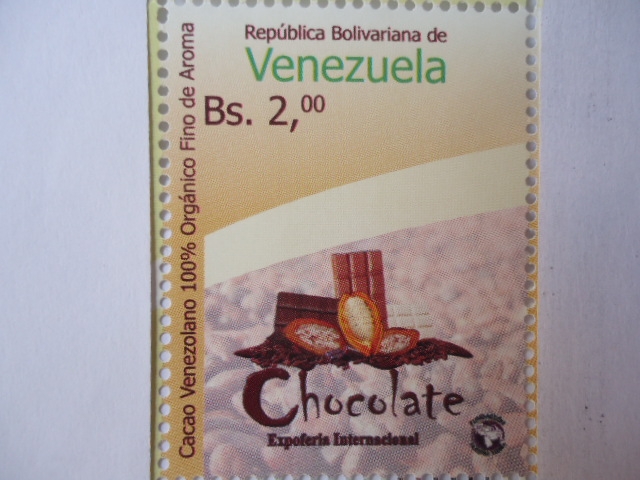 República Bolivariana de
Venezuela
Bs. 2,00
Cacao Venezolano 100% Orgánico Fino de Aroma
Chocolate
Expoferia Internacional